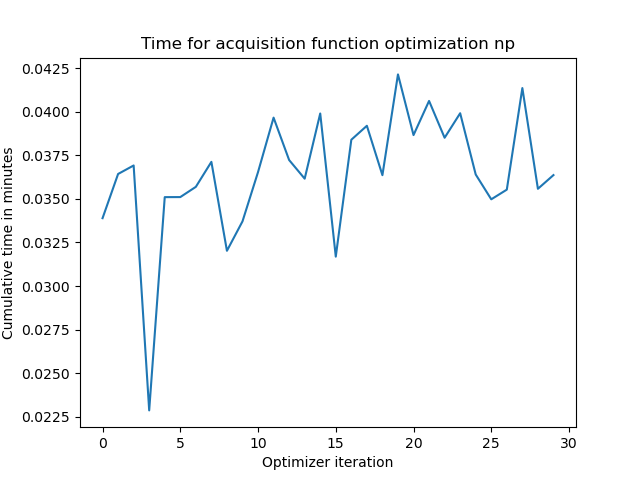 Time for acquisition function optimization np
Cumulative time in minutes
0.0425
0.0400
0.0375
0.0350
0.0325
0.0300
0.0275
0.0250
0.0225
0 5 10 15 20 25 30
Optimizer iteration